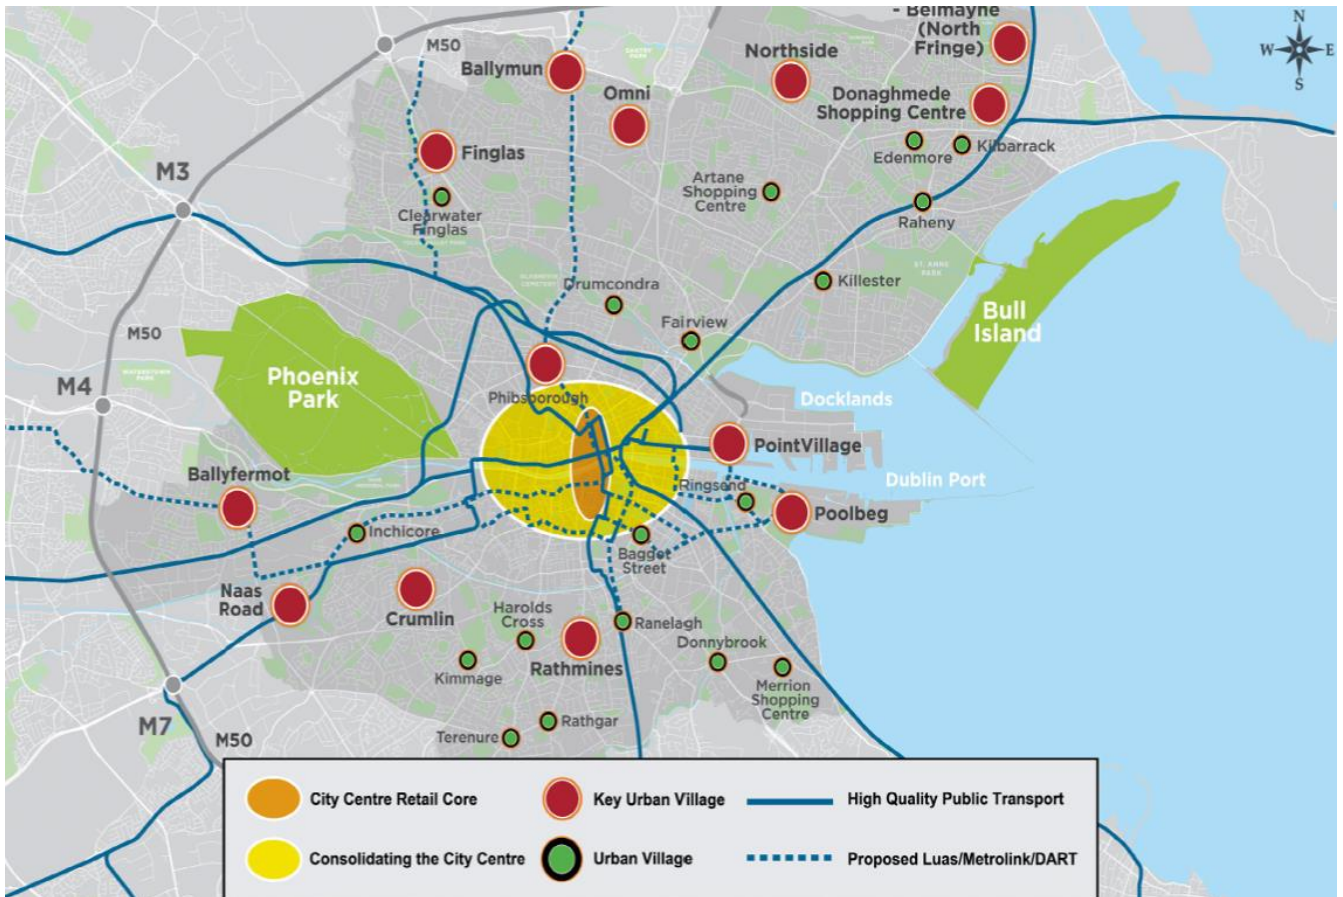 - Belmayne
(North
Fringe)
N
W
E
S
M50
Ballymun
Omni
Northside
Donaghmede
Shopping Centre
Finglas
Edenmore
Kilbarrack
M3
Artane
Shopping
Centre
Clearwater
Finglas
Raheny
ST. ANNE
PARK
Drumcondra
Killester
Bull
Island
M50
Fairview
M4
Phoenix
Park
Phibsborough
Docklands
PointVillage
Ballyfermot
Dublin Port
Ringsend
Poolbeg
Inchicore
Baggot
Street
Naas
Road
Crumlin
Harolds
Cross
Ranelagh
Donnybrook
Rathmines
Kimmage
Merrion
Shopping
Centre
M7
Rathgar
Terenure
M50
City Centre Retail Core
Key Urban Village
High Quality Public Transport
Consolidating the City Centre
Urban Village
Proposed Luas/Metrolink/DART